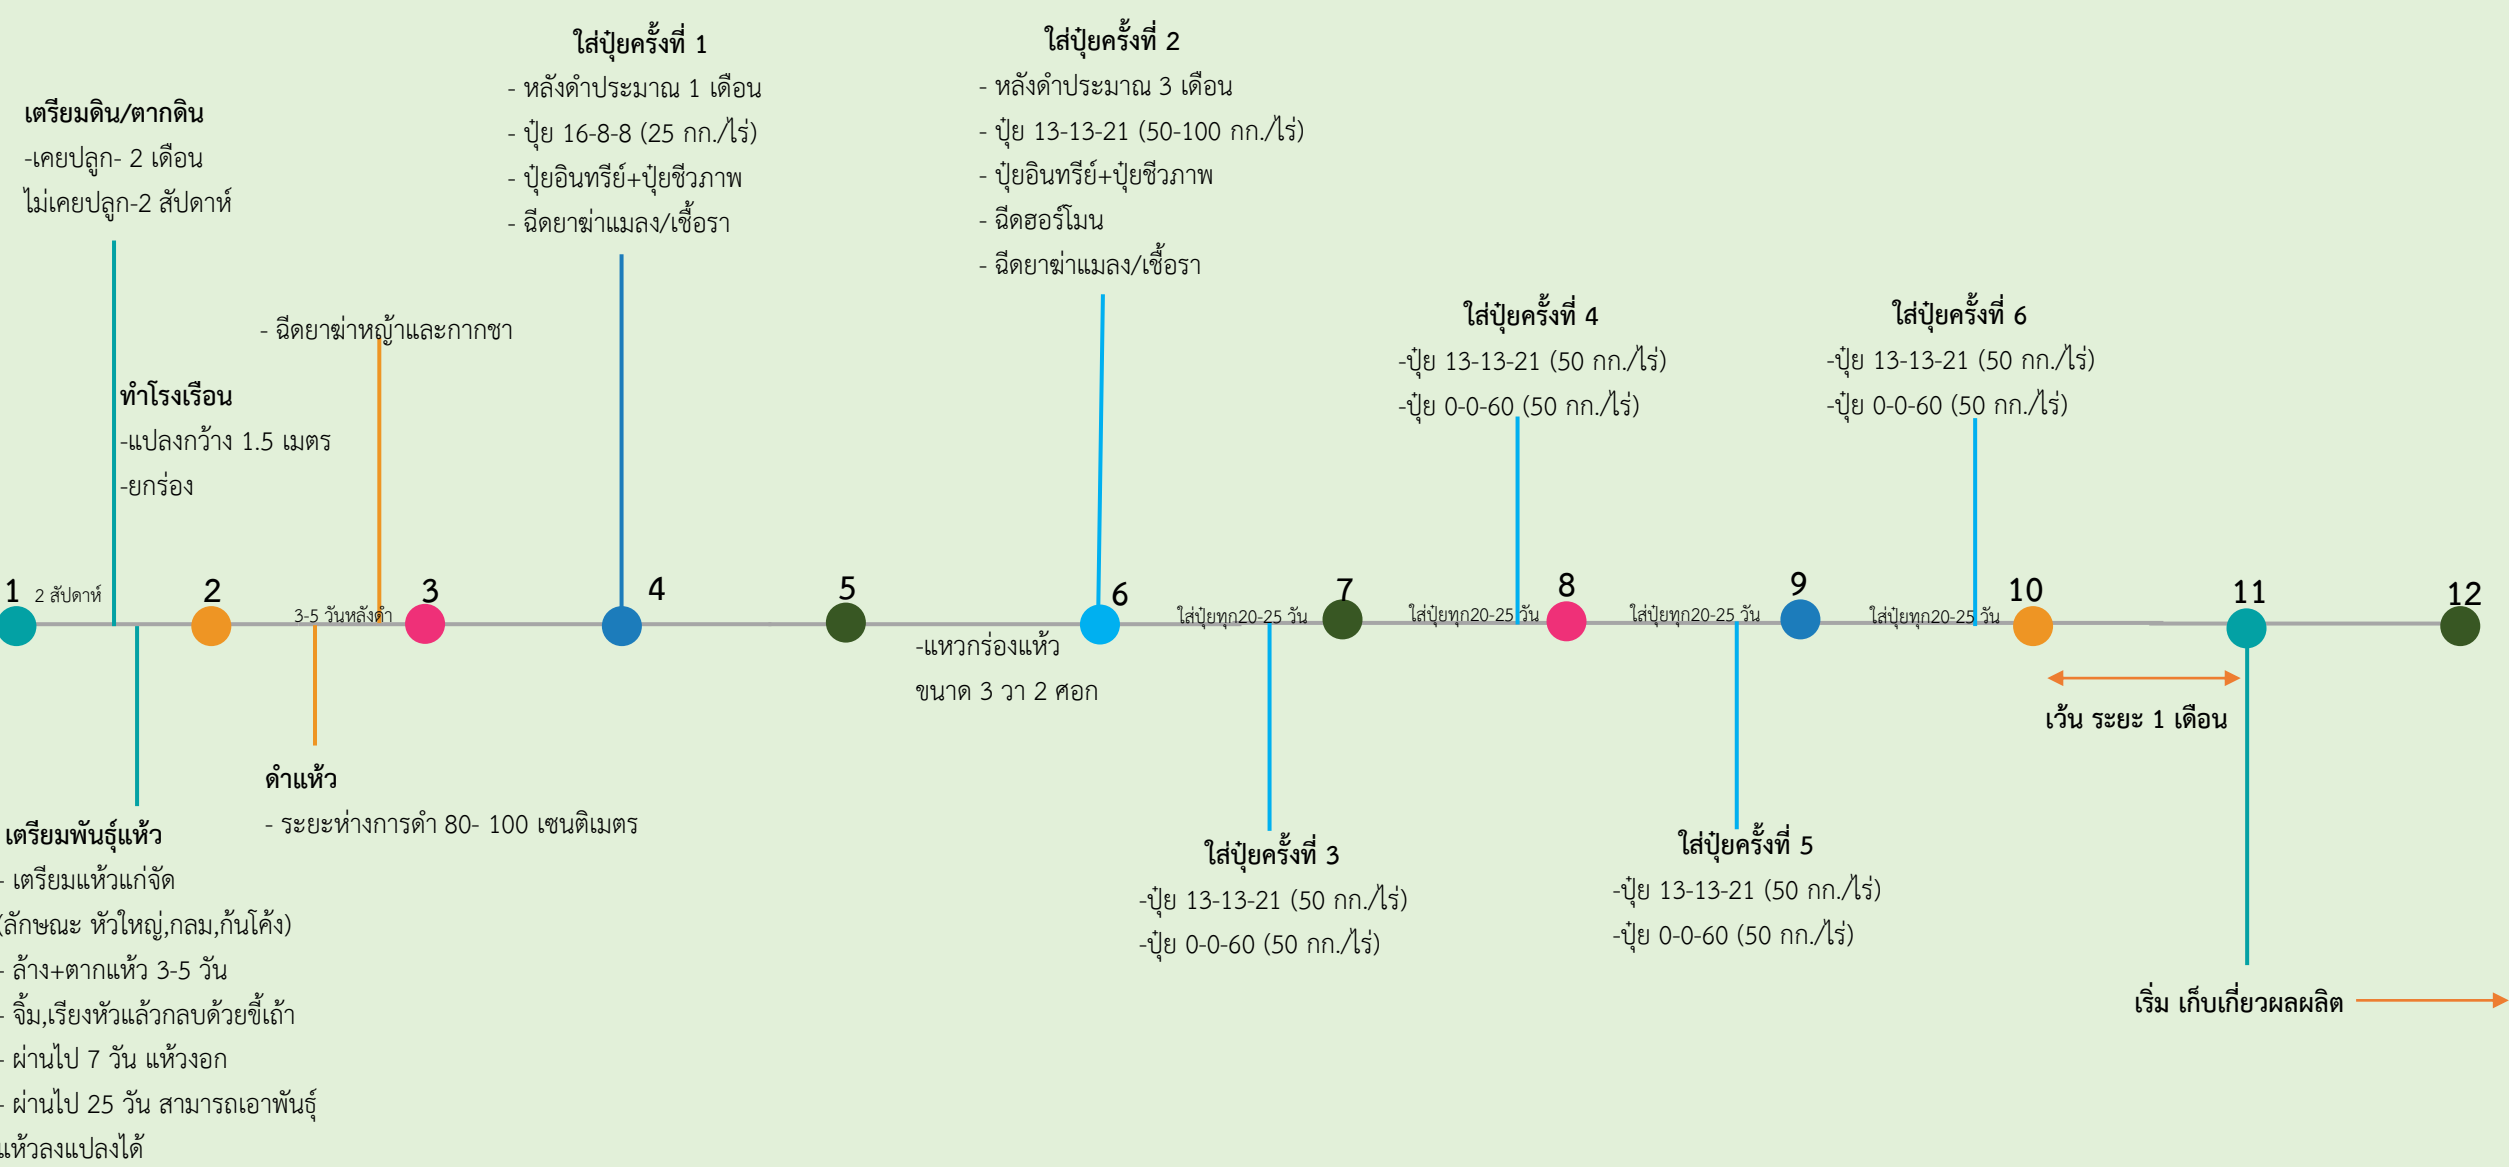 ใส่ปุ๋ยครั้งที่ 1
- หลังดำประมาณ 1 เดือน
- ปุ๋ย 16-8-8 (25 กก./ไร่)
- ปุ๋ยอินทรีย์+ปุ๋ยชีวภาพ
- ฉีดยาฆ่าแมลง/เชื้อรา
ใส่ปุ๋ยครั้งที่ 2
- หลังดำประมาณ 3 เดือน
- ปุ๋ย 13-13-21 (50-100 กก./ไร่)
- ปุ๋ยอินทรีย์+ปุ๋ยชีวภาพ
- ฉีดฮอร์โมน
- ฉีดยาฆ่าแมลง/เชื้อรา
เตรียมดิน/ตากดิน
-เคยปลูก- 2 เดือน
ไม่เคยปลูก-2 สัปดาห์
- ฉีดยาฆ่าหญ้าและกากชา
ทำโรงเรือน
-แปลงกว้าง 1.5 เมตร
-ยกร่อง
ใส่ปุ๋ยครั้งที่ 4
-ปุ๋ย 13-13-21 (50 กก./ไร่)
-ปุ๋ย 0-0-60 (50 กก./ไร่)
ใส่ปุ๋ยครั้งที่ 6
-ปุ๋ย 13-13-21 (50 กก./ไร่)
-ปุ๋ย 0-0-60 (50 กก./ไร่)
1
2 สัปดาห์
2
3-5 วันหลังดำ
3
4
5
6
ใส่ปุ๋ยทุก20-25 วัน
7
ใส่ปุ๋ยทุก20-25 วัน
8
ใส่ปุ๋ยทุก20-25 วัน
9
ใส่ปุ๋ยทุก20-25 วัน
10
11
12
-แหวกร่องแห้ว
ขนาด 3 วา 2 ศอก
เว้น ระยะ 1 เดือน
ดำแห้ว
- ระยะห่างการดำ 80- 100 เซนติเมตร
เตรียมพันธุ์แห้ว
- เตรียมแห้วแก่จัด
(ลักษณะ หัวใหญ่,กลม,ก้นโค้ง)
- ล้าง+ตากแห้ว 3-5 วัน
- จิ้ม,เรียงหัวแล้วกลบด้วยขี้เถ้า
- ผ่านไป 7 วัน แห้วงอก
- ผ่านไป 25 วัน สามารถเอาพันธุ์
แห้วลงแปลงได้
ใส่ปุ๋ยครั้งที่ 3
-ปุ๋ย 13-13-21 (50 กก./ไร่)
-ปุ๋ย 0-0-60 (50 กก./ไร่)
ใส่ปุ๋ยครั้งที่ 5
-ปุ๋ย 13-13-21 (50 กก./ไร่)
-ปุ๋ย 0-0-60 (50 กก./ไร่)
เริ่ม เก็บเกี่ยวผลผลิต